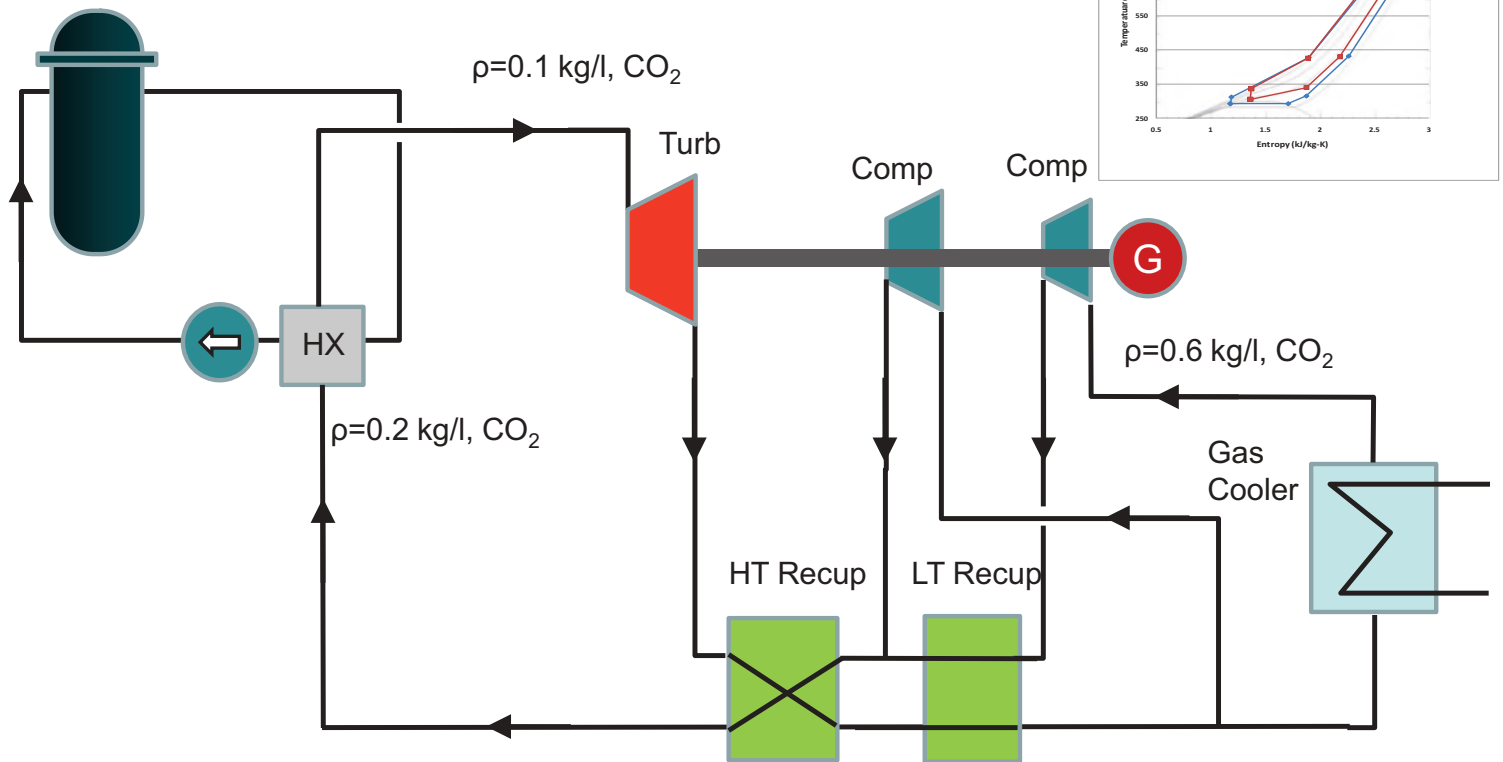 Temperatuare
550
450
350
250
0.5 1 1.5 2 2.5 3
Entropy (kJ/kg-K)
ρ=0.1 kg/l, CO₂
Turb
Comp
Comp
G
HX
ρ=0.6 kg/l, CO₂
ρ=0.2 kg/l, CO₂
Gas
Cooler
HT Recup
LT Recup